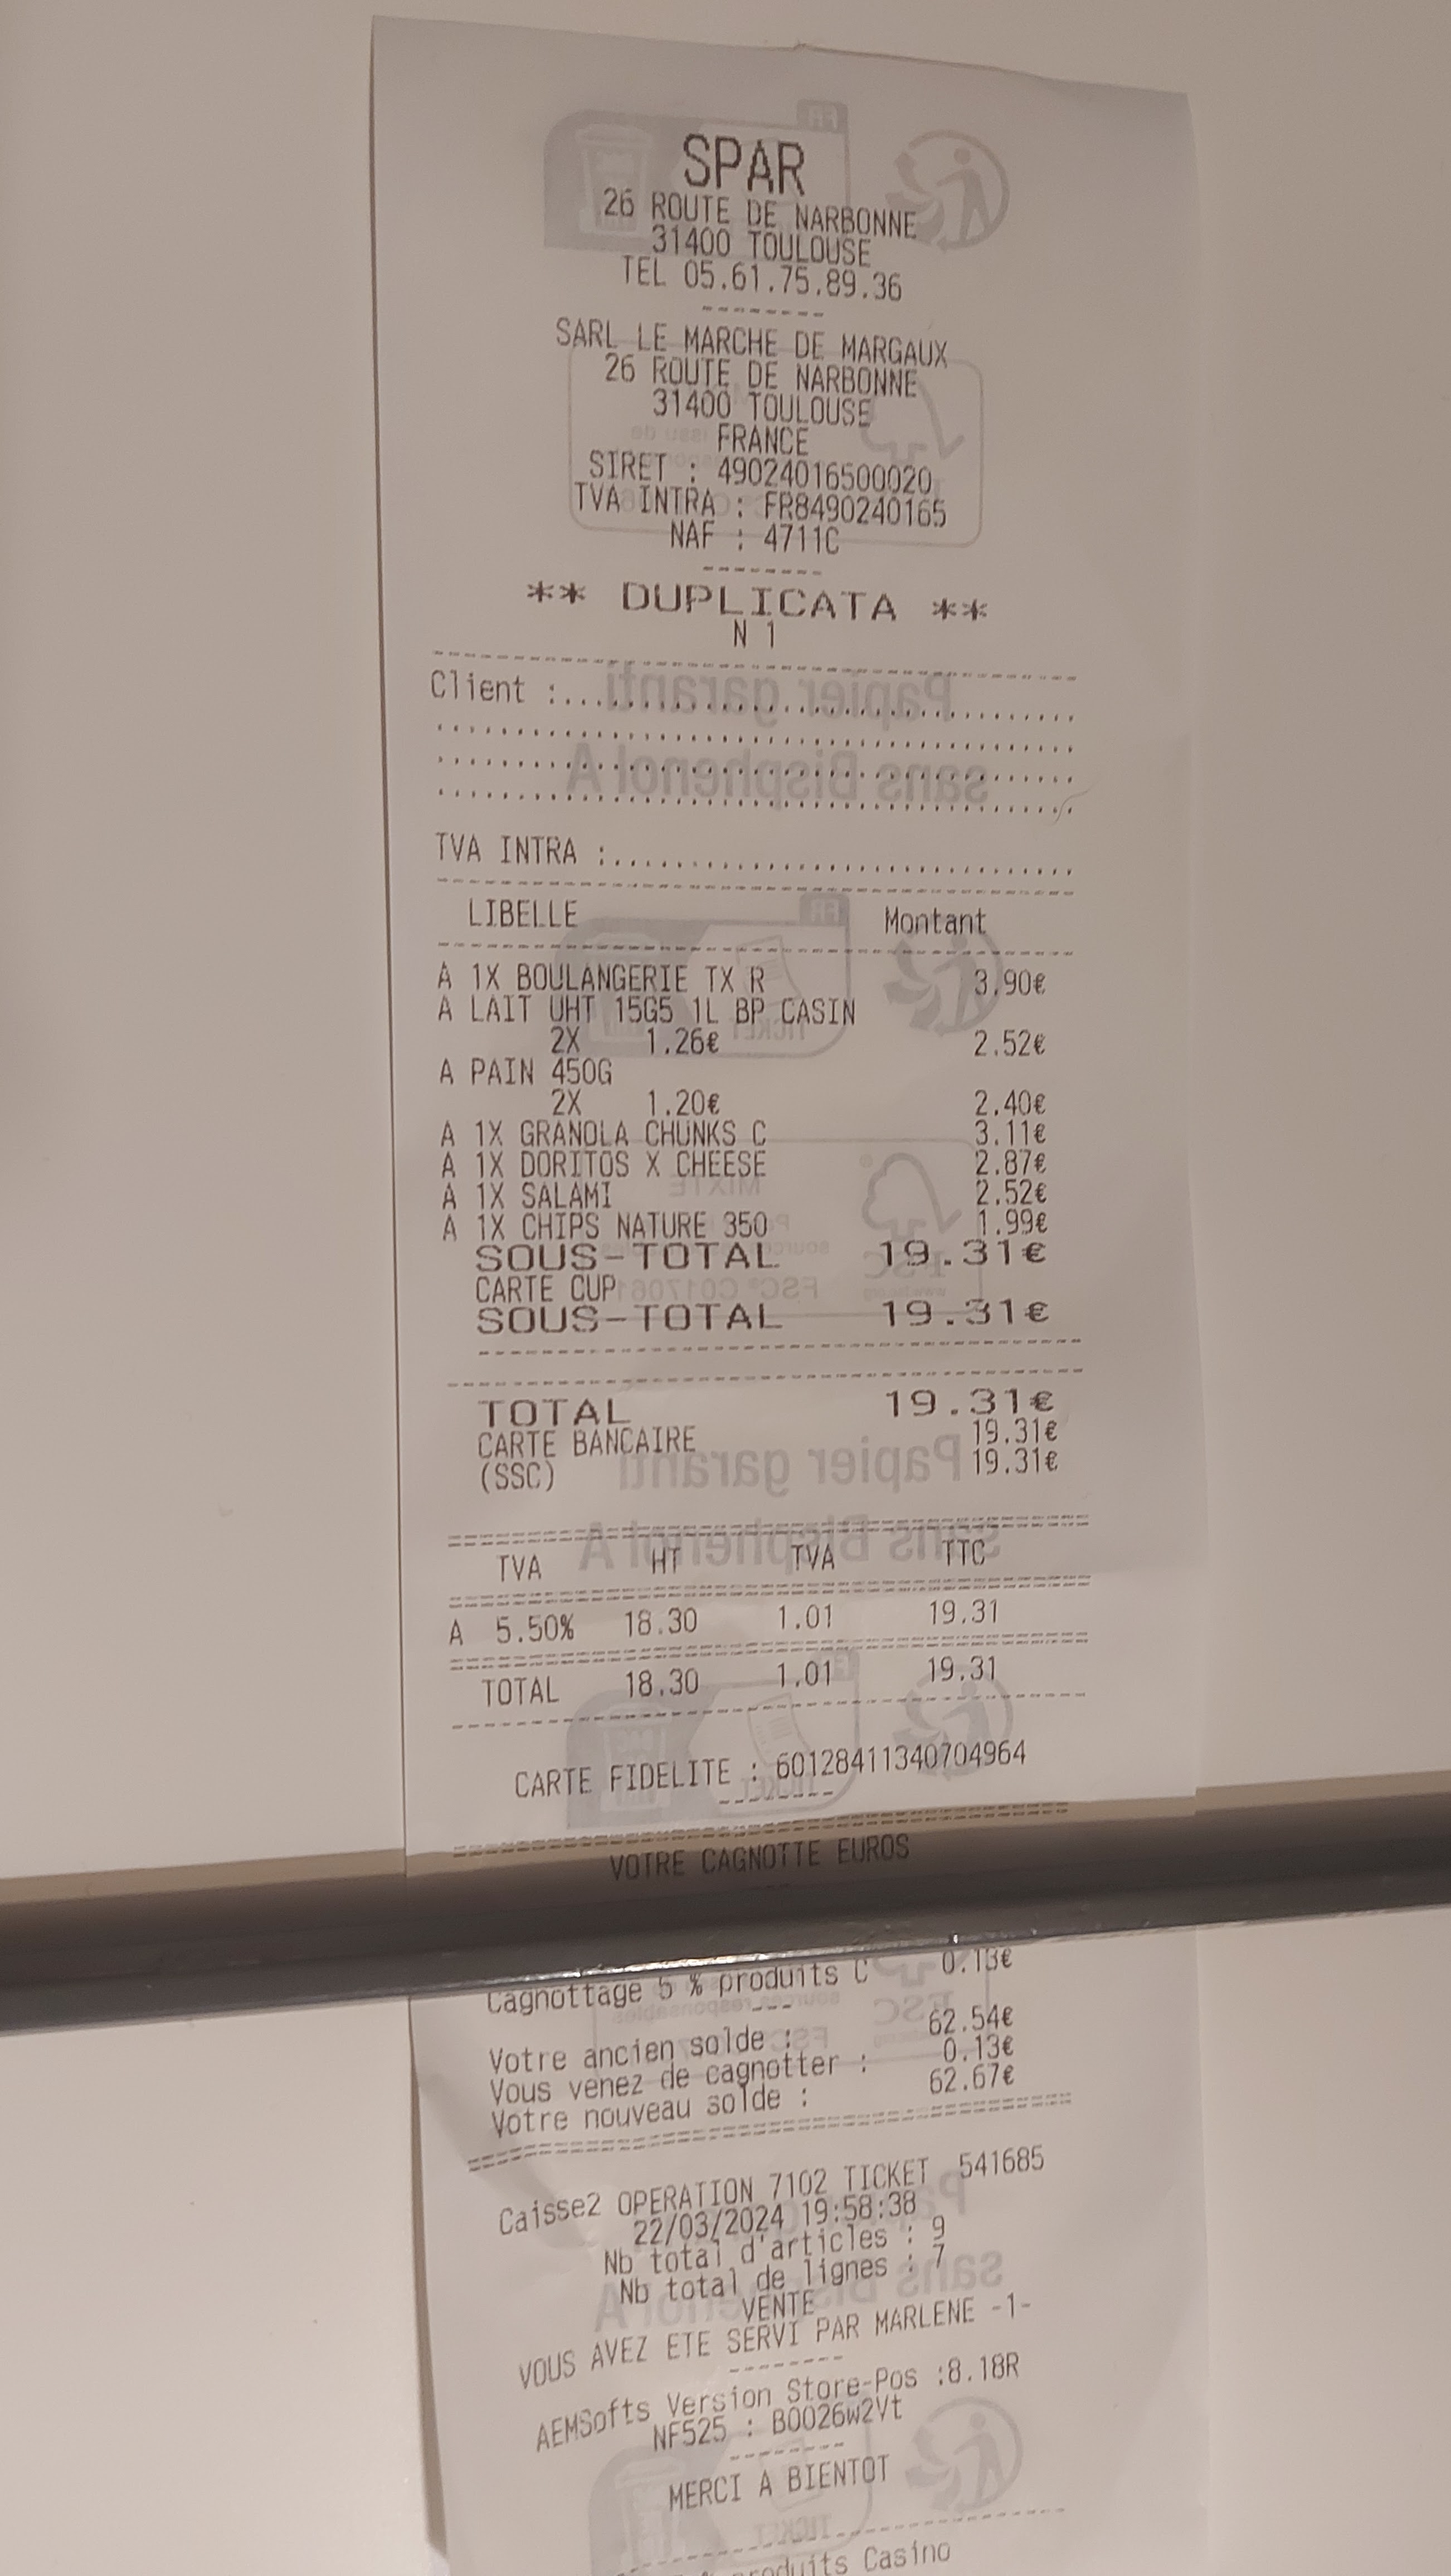 SPAR
26 ROUTE DE NARBONNE
31400 TOULOUSE
TEL 05.61.75.89.36
--------
SARL LE MARCHE DE MARGAUX
26 ROUTE DE NARBONNE
31400 TOULOUSE
FRANCE
SIRET : 49024016500020
TVA INTRA : FR8490240165
NAF : 4711C
--------
** DUPLICATA **
N 1
Client :................................
........................................
........................................
........................................
TVA INTRA :.............................
LIBELLE Montant
A 1X BOULANGERIE TX R 3.90€
A LAIT UHT 15G5 1L BP CASIN
2X 1.26€ 2.52€
A PAIN 450G
2X 1.20€ 2.40€
A 1X GRANOLA CHUNKS C 3.11€
A 1X DORITOS X CHEESE 2.87€
A 1X SALAMI 2.52€
A 1X CHIPS NATURE 350 1.99€
SOUS-TOTAL 19.31€
CARTE CUP
SOUS-TOTAL 19.31€
TOTAL 19.31€
CARTE BANCAIRE 19.31€
(SSC) 19.31€
TVA HT TVA TTC
A 5.50% 18.30 1.01 19.31
TOTAL 18.30 1.01 19.31
CARTE FIDELITE : 60128411340704964
--------
VOTRE CAGNOTTE EUROS
Cagnottage 5 % produits C 0.13€
---
Votre ancien solde : 62.54€
Vous venez de cagnotter : 0.13€
Votre nouveau solde : 62.67€
Caisse2 OPERATION 7102 TICKET 541685
22/03/2024 19:58:38
Nb total d'articles : 9
Nb total de lignes : 7
VENTE
VOUS AVEZ ETE SERVI PAR MARLENE -1-
--------
AEMSofts Version Store-Pos :8.18R
NF525 : B0026w2Vt
--------
MERCI A BIENTOT
% produits Casino